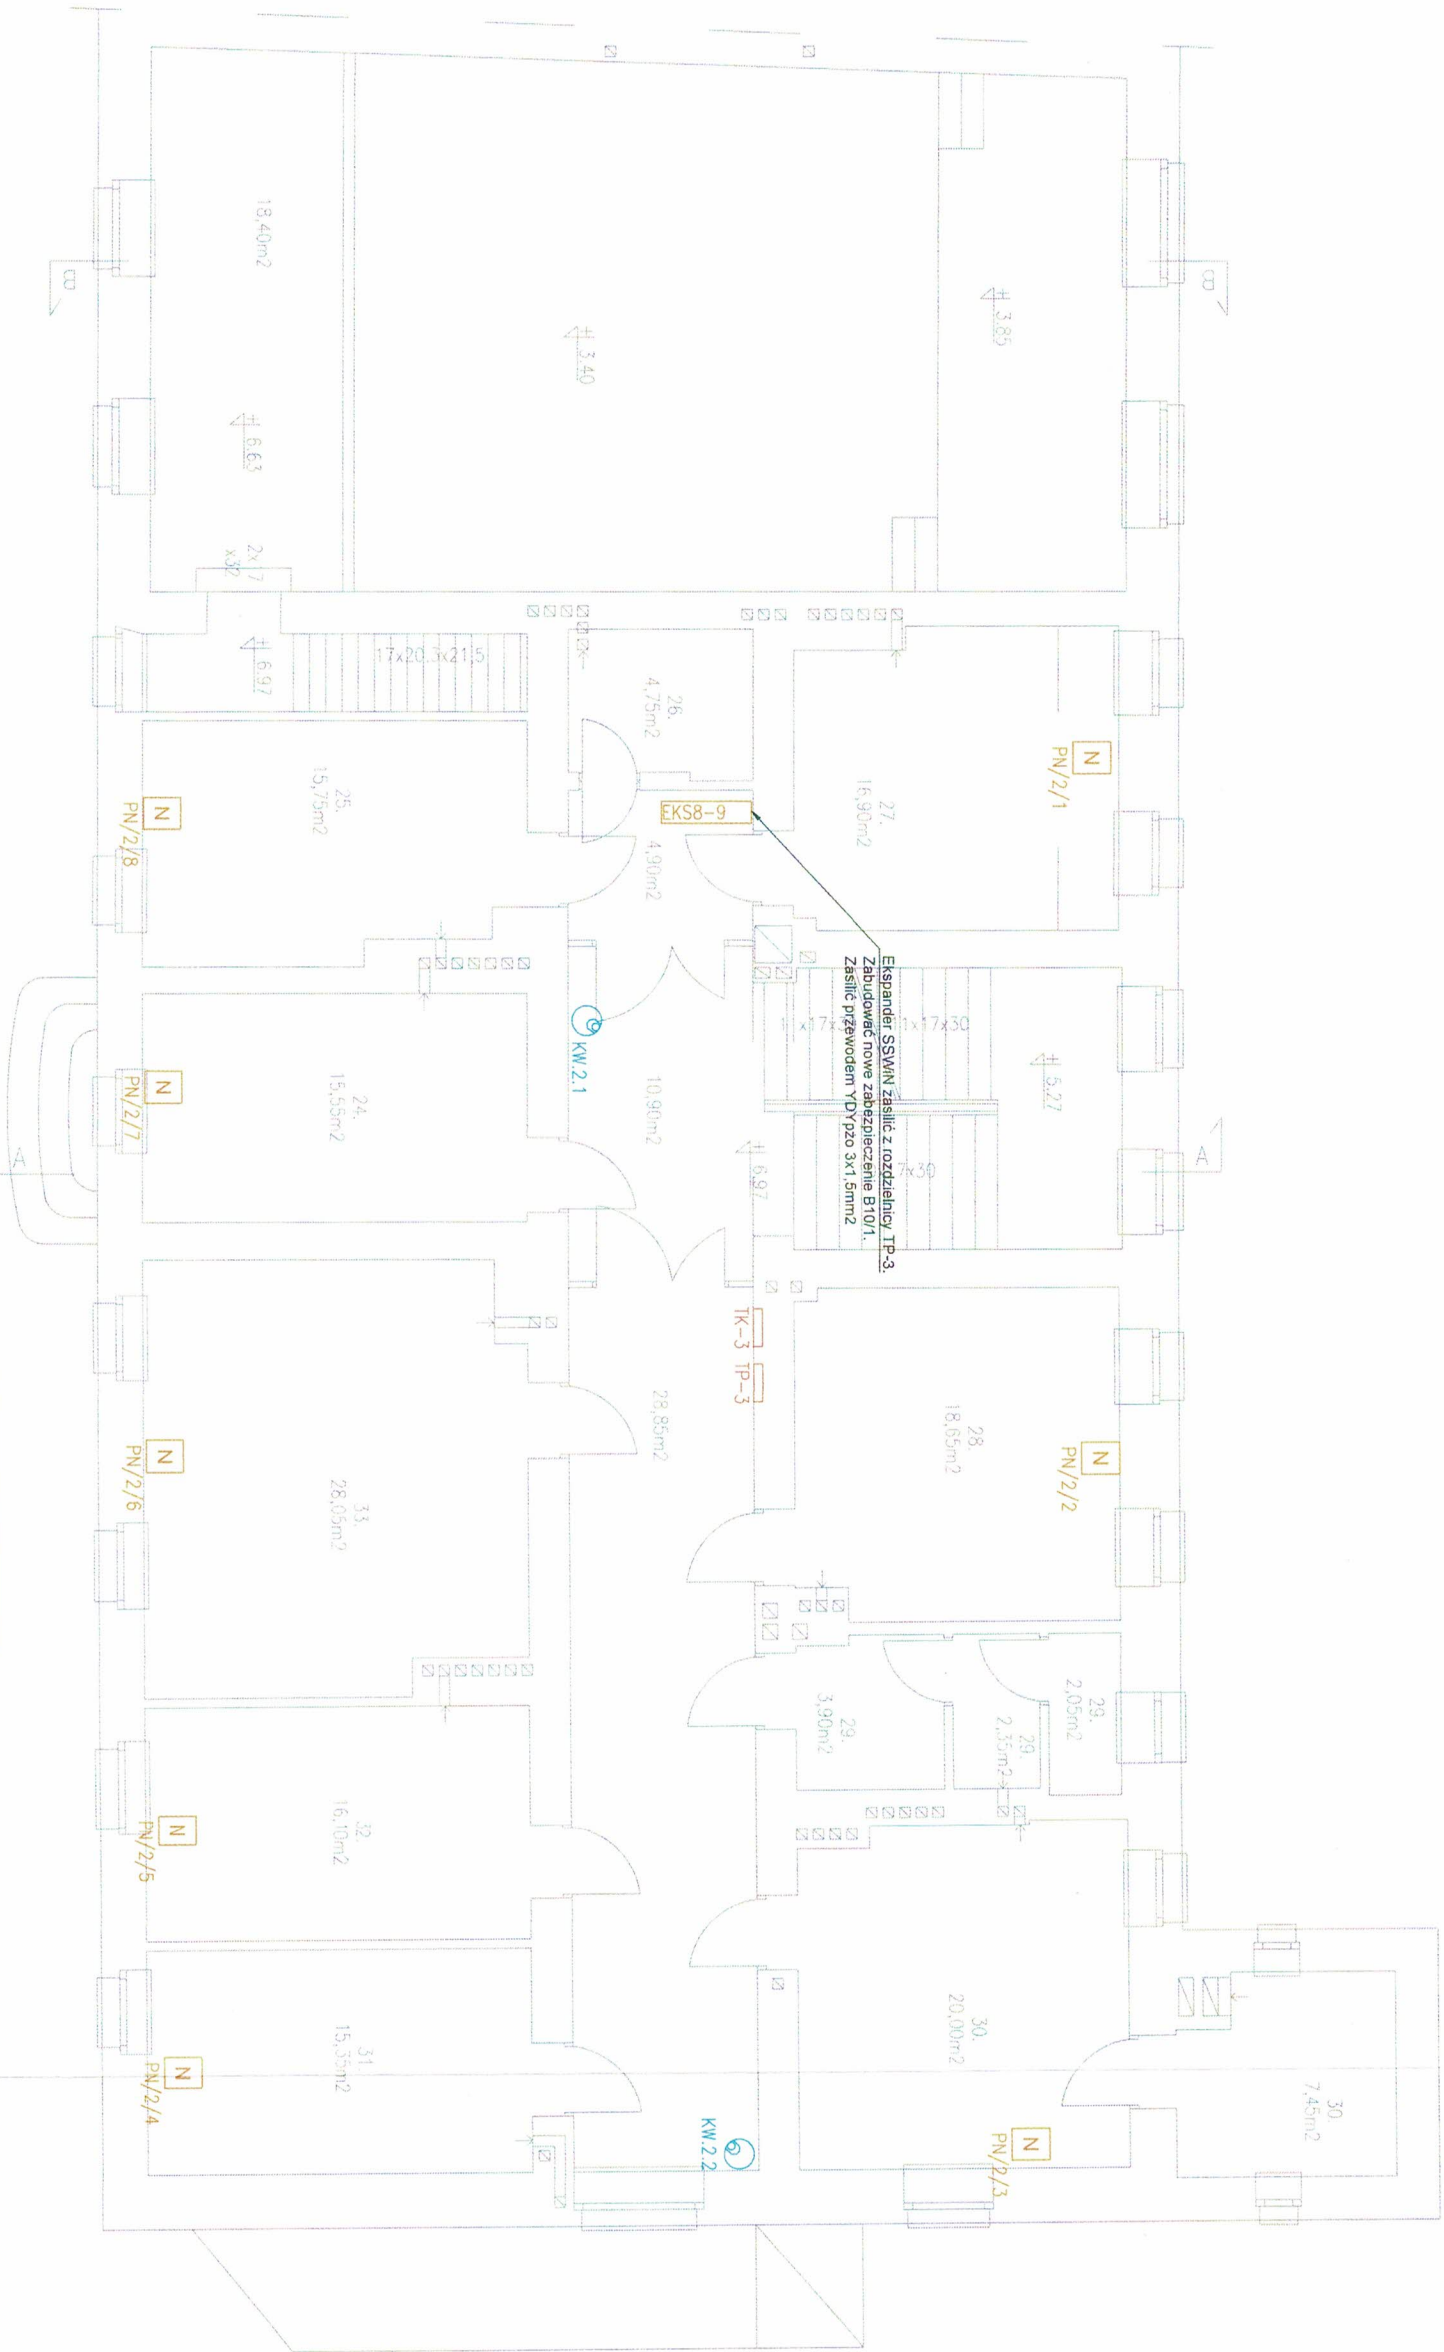 B
B
18,40m2
+3.85
+3.40
+6.63
2x17
x32
+6.97
17x20.3x21.5
26.
4,75m2
27.
16,90m2
N
PN/2/1
N
PN/2/8
25.
15,75m2
EKS8-9
4,90m2
Ekspander SSWiN zasilić z rozdzielnicy TP-3.
Zabudować nowe zabezpieczenie B10/1.
Zasilić przewodem YDYpżo 3x1,5mm2
+5.27
KW.2.1
10,90m2
+6.97
24.
15,55m2
N
PN/2/7
A
A
TK-3
TP-3
28,85m2
28.
18,65m2
N
PN/2/2
33.
28,05m2
N
PN/2/6
29.
2,05m2
29.
29.
3,90m2
32.
16,10m2
N
PN/2/5
30.
20,00m2
30.
7,45m2
N
PN/2/3
31.
15,35m2
N
PN/2/4
KW.2.2